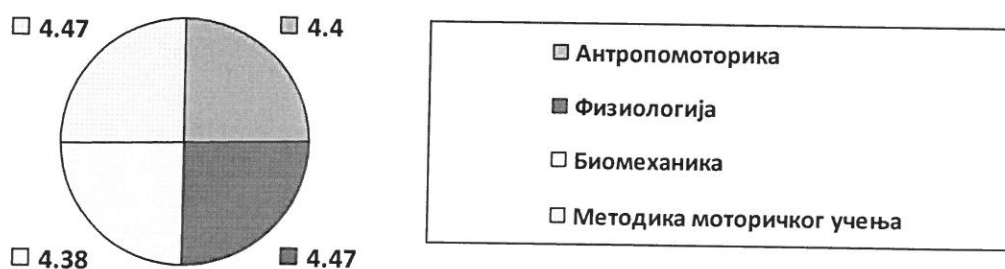 4.47
4.4
4.38
4.47
Антропомоторика
Физиологија
Биомеханика
Методика моторичког учења